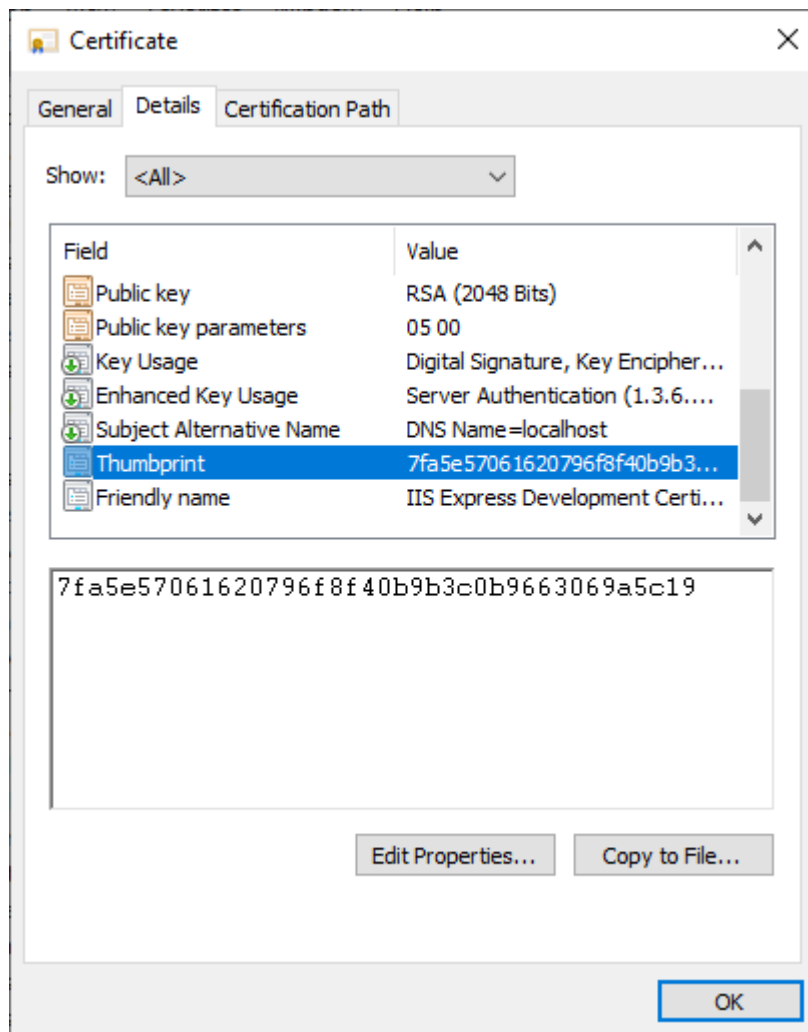 Certificate
General Details Certification Path
Show: <All>
Field Value
Public key RSA (2048 Bits)
Public key parameters 05 00
Key Usage Digital Signature, Key Encipher...
Enhanced Key Usage Server Authentication (1.3.6....
Subject Alternative Name DNS Name=localhost
Thumbprint 7fa5e57061620796f8f40b9b3...
Friendly name IIS Express Development Certi...
7fa5e57061620796f8f40b9b3c0b9663069a5c19
Edit Properties... Copy to File...
OK